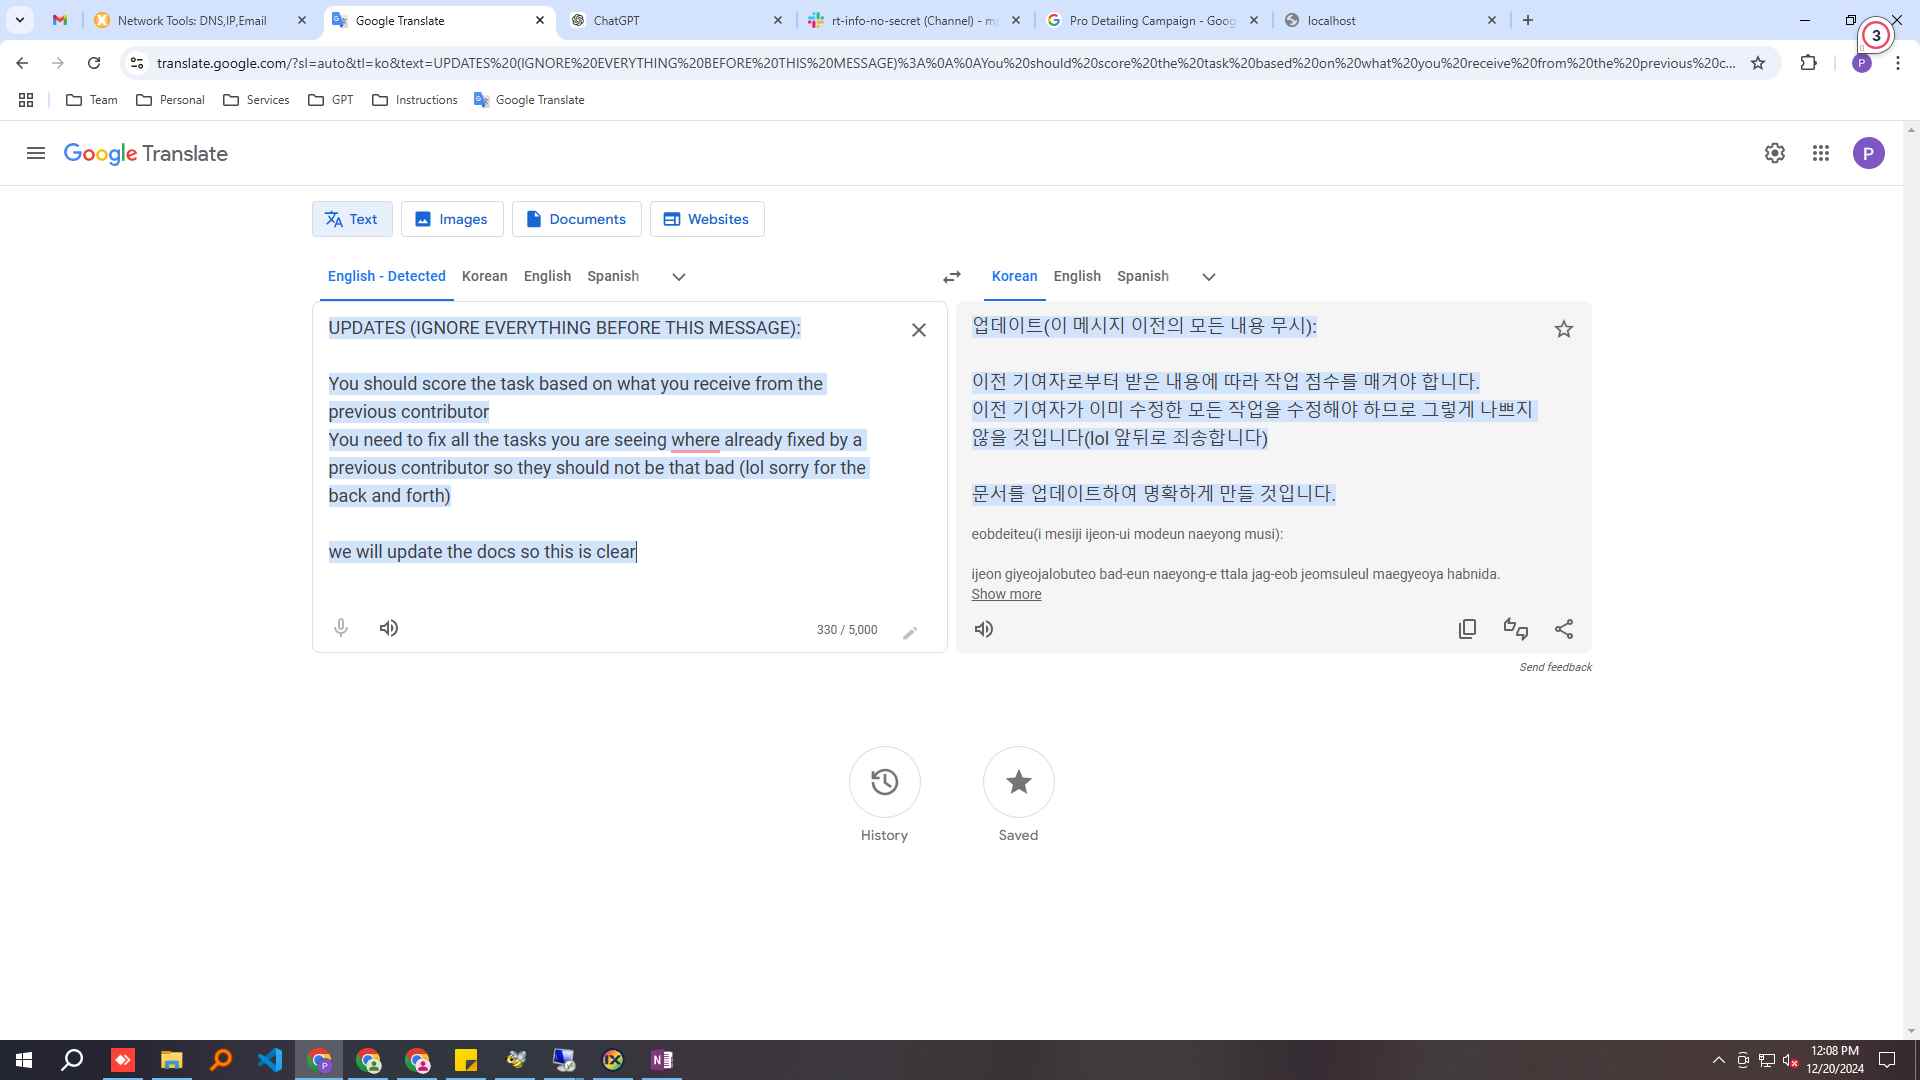 Network Tools: DNS,IP,Email
Google Translate
ChatGPT
rt-info-no-secret (Channel) - m
Pro Detailing Campaign - Goog
localhost
3
translate.google.com/?sl=auto&tl=ko&text=UPDATES%20(IGNORE%20EVERYTHING%20BEFORE%20THIS%20MESSAGE)%3A%0A%0AYou%20should%20score%20the%20task%20based%20on%20what%20you%20receive%20from%20the%20previous%20c...
P
Team
Personal
Services
GPT
Instructions
Google Translate
Google Translate
P
Text
Images
Documents
Websites
English - Detected
Korean
English
Spanish
Korean
English
Spanish
UPDATES (IGNORE EVERYTHING BEFORE THIS MESSAGE):
You should score the task based on what you receive from the
previous contributor
You need to fix all the tasks you are seeing where already fixed by a
previous contributor so they should not be that bad (lol sorry for the
back and forth)
we will update the docs so this is clear
330 / 5,000
업데이트(이 메시지 이전의 모든 내용 무시):
이전 기여자로부터 받은 내용에 따라 작업 점수를 매겨야 합니다.
이전 기여자가 이미 수정한 모든 작업을 수정해야 하므로 그렇게 나쁘지
않을 것입니다(lol 앞뒤로 죄송합니다)
문서를 업데이트하여 명확하게 만들 것입니다.
eobdeiteu(i mesiji ijeon-ui modeun naeyong musi):
ijeon giyeojalobuteo bad-eun naeyong-e ttala jag-eob jeomsuleul maegyeoya habnida.
Show more
Send feedback
History
Saved
12:08 PM
12/20/2024